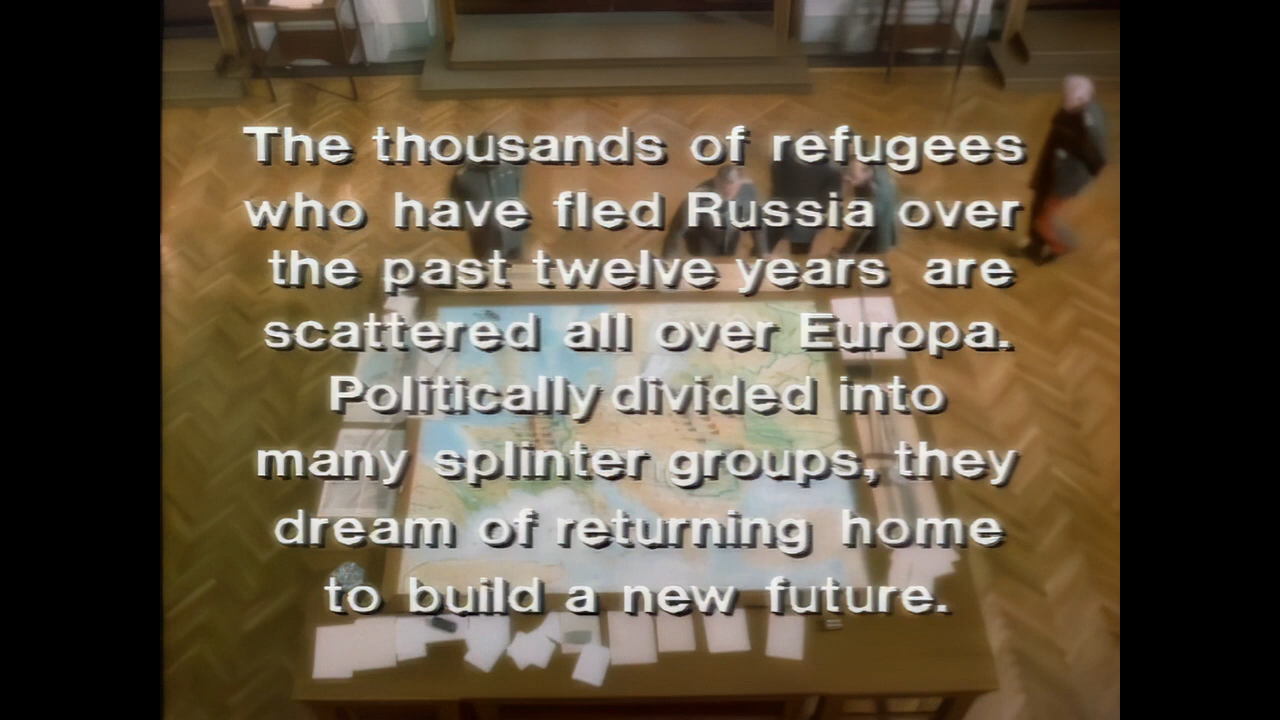 The thousands of refugees
who have fled Russia over
the past twelve years are
scattered all over Europa.
Politically divided into
many splinter groups, they
dream of returning home
to build a new future.